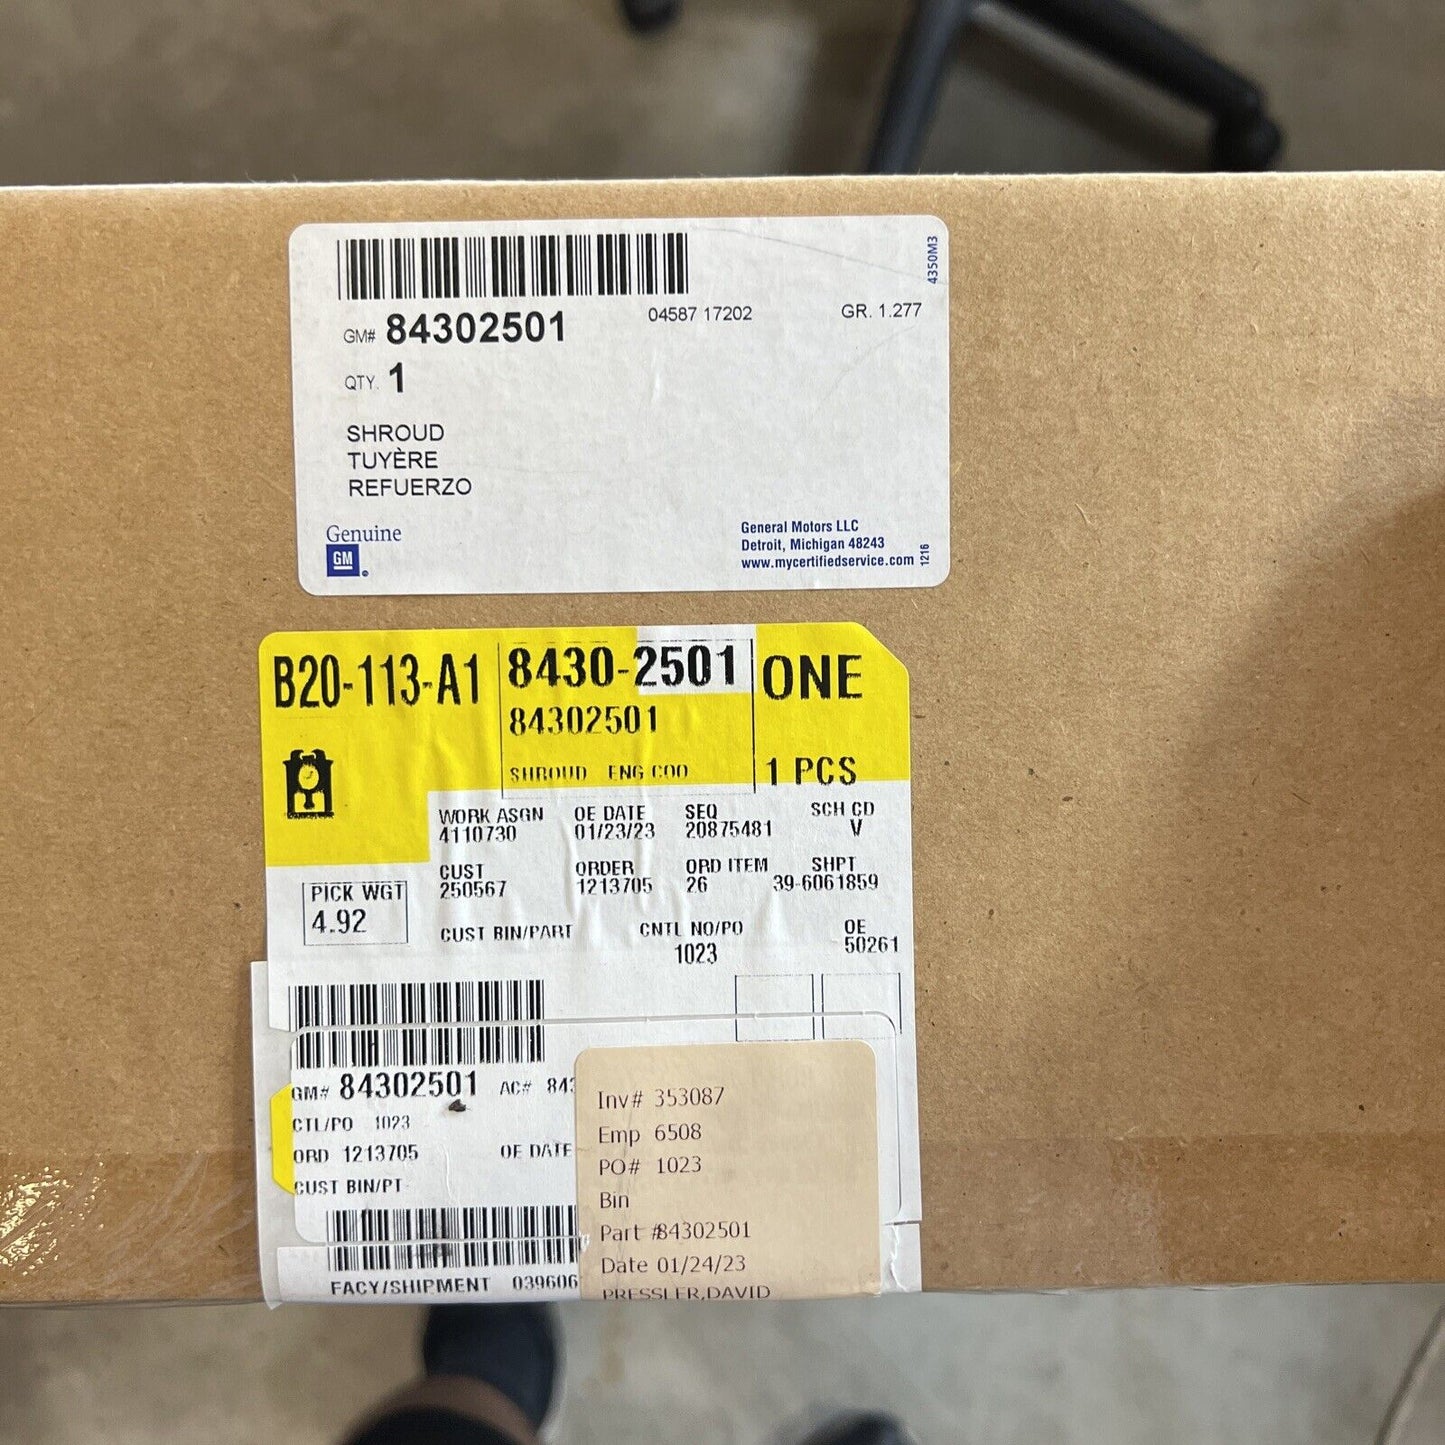 4350M3
GM# 84302501
04587 17202
GR. 1.277
QTY. 1
SHROUD
TUYÈRE
REFUERZO
Genuine
GM
General Motors LLC
Detroit, Michigan 48243
www.mycertifiedservice.com
1216
B20-113-A1
8430-2501
ONE
84302501
SHROUD ENG COO
1 PCS
WORK ASGN OE DATE SEQ SCH CD
4110730 01/23/23 20875481 V
CUST ORDER ORD ITEM SHPT
250567 1213705 26 39-6061859
PICK WGT
4.92
CUST BIN/PART CNTL NO/PO OE
1023 50261
GM# 84302501 AC# 843
CTL/PO 1023
ORD 1213705 OE DATE
CUST BIN/PT
FACY/SHIPMENT 039606
Inv# 353087
Emp 6508
PO# 1023
Bin
Part #84302501
Date 01/24/23
PRESSLER,DAVID